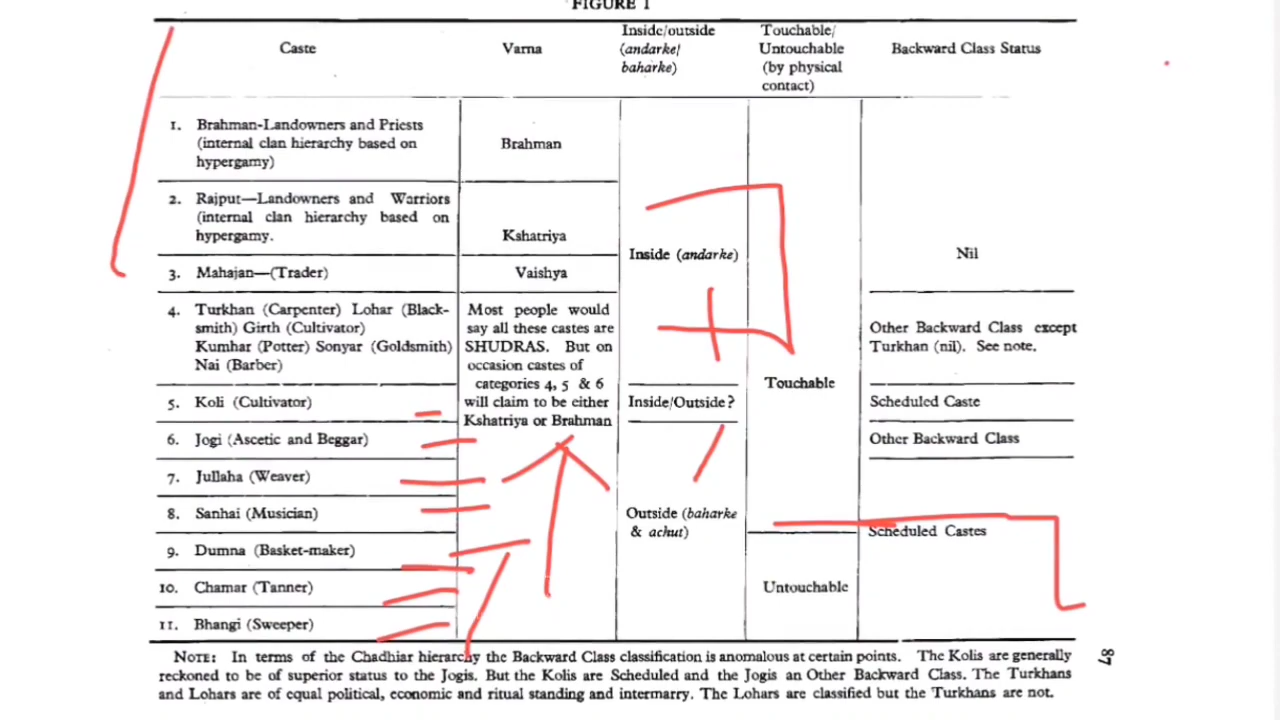 FIGURE 1
Caste
Varna
Inside/outside
(andarke/
baharke)
Touchable/
Untouchable
(by physical
contact)
Backward Class Status
1. Brahman-Landowners and Priests
(internal clan hierarchy based on
hypergamy)
Brahman
2. Rajput—Landowners and Warriors
(internal clan hierarchy based on
hypergamy.
Kshatriya
Inside (andarke)
Nil
3. Mahajan—(Trader)
Vaishya
4. Turkhan (Carpenter) Lohar (Black-
smith) Girth (Cultivator)
Kumhar (Potter) Sonyar (Goldsmith)
Nai (Barber)
Most people would
say all these castes are
SHUDRAS. But on
occasion castes of
categories 4, 5 & 6
will claim to be either
Kshatriya or Brahman
Other Backward Class except
Turkhan (nil). See note.
Touchable
5. Koli (Cultivator)
Inside/Outside?
Scheduled Caste
6. Jogi (Ascetic and Beggar)
Other Backward Class
7. Jullaha (Weaver)
8. Sanhai (Musician)
Outside (baharke
& achut)
Scheduled Castes
9. Dumna (Basket-maker)
10. Chamar (Tanner)
Untouchable
11. Bhangi (Sweeper)
NOTE: In terms of the Chadhiar hierarchy the Backward Class classification is anomalous at certain points. The Kolis are generally
reckoned to be of superior status to the Jogis. But the Kolis are Scheduled and the Jogis an Other Backward Class. The Turkhans
and Lohars are of equal political, economic and ritual standing and intermarry. The Lohars are classified but the Turkhans are not.
87